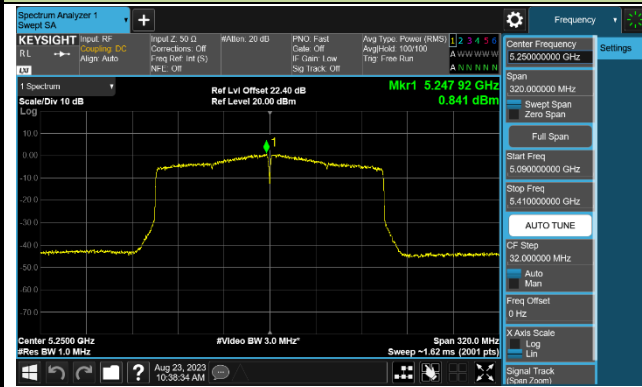 Spectrum Analyzer 1
Swept SA
Frequency
KEYSIGHT
RL
LXI
Input: RF
Coupling: DC
Align: Auto
Input Z: 50 Ω
Corrections: Off
Freq Ref: Int (S)
NFE: Off
#Atten: 20 dB
PNO: Fast
Gate: Off
IF Gain: Low
Sig Track: Off
Avg Type: Power (RMS)
Avg|Hold: 100/100
Trig: Free Run
1 2 3 4 5 6
A W W W W W
A N N N N N
1 Spectrum
Scale/Div 10 dB
Log
Ref Lvl Offset 22.40 dB
Ref Level 20.00 dBm
Mkr1 5.247 92 GHz
0.841 dBm
10.0
0.00
-10.0
-20.0
-30.0
-40.0
-50.0
-60.0
-70.0
1
Center 5.2500 GHz
#Res BW 1.0 MHz
#Video BW 3.0 MHz*
Span 320.0 MHz
Sweep ~1.62 ms (2001 pts)
Center Frequency
5.250000000 GHz
Settings
Span
320.000000 MHz
Swept Span
Zero Span
Full Span
Start Freq
5.090000000 GHz
Stop Freq
5.410000000 GHz
AUTO TUNE
CF Step
32.000000 MHz
Auto
Man
Freq Offset
0 Hz
X Axis Scale
Log
Lin
Signal Track
(Span Zoom)
Aug 23, 2023
10:38:34 AM